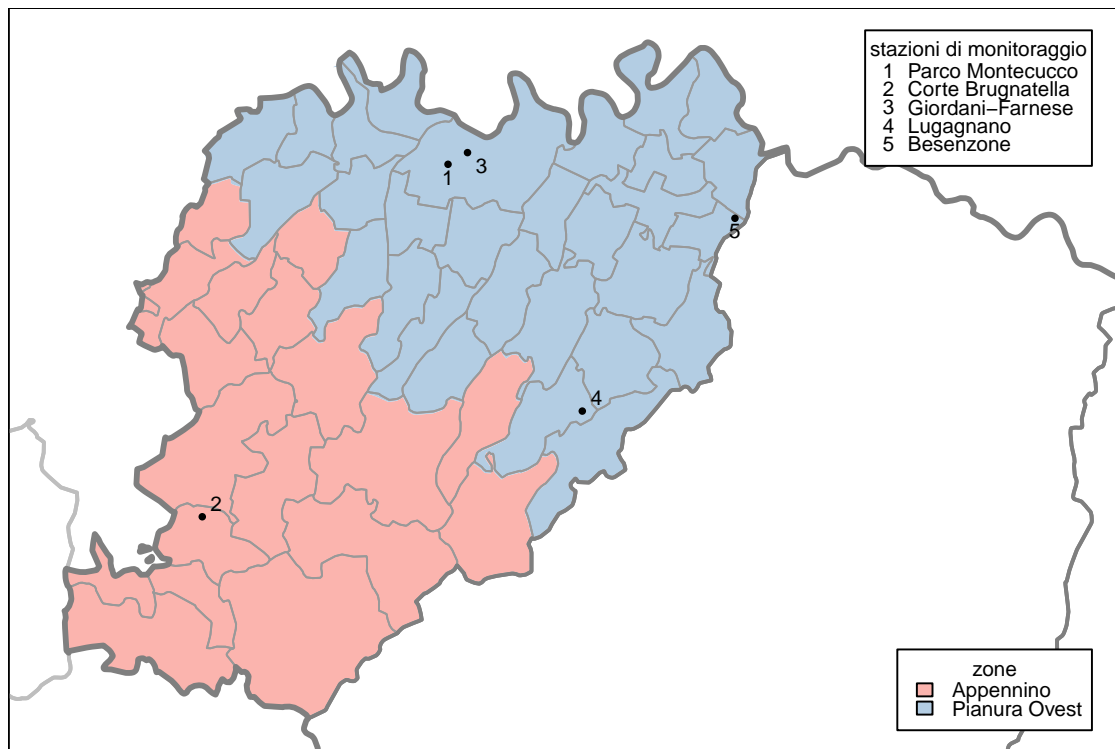 stazioni di monitoraggio
1 Parco Montecucco
2 Corte Brugnatella
3 Giordani−Farnese
4 Lugagnano
5 Besenzone
1
3
5
4
2
zone
Appennino
Pianura Ovest